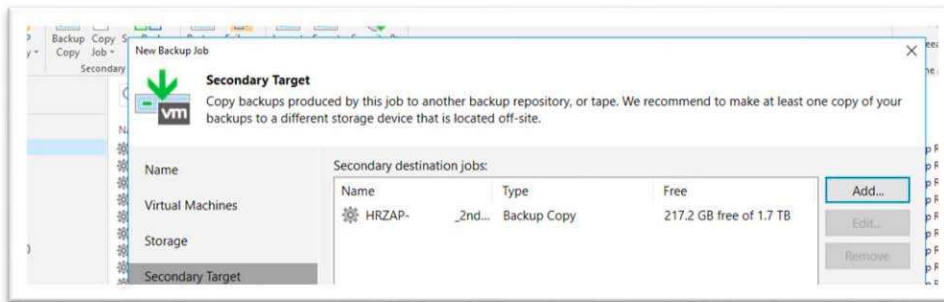 Backup Copy
Copy Job
Secondary
New Backup Job
Secondary Target
Copy backups produced by this job to another backup repository, or tape. We recommend to make at least one copy of your
backups to a different storage device that is located off-site.
Name
Virtual Machines
Storage
Secondary Target
Secondary destination jobs:
Name Type Free
HRZAP- _2nd... Backup Copy 217.2 GB free of 1.7 TB
Add...
Edit...
Remove